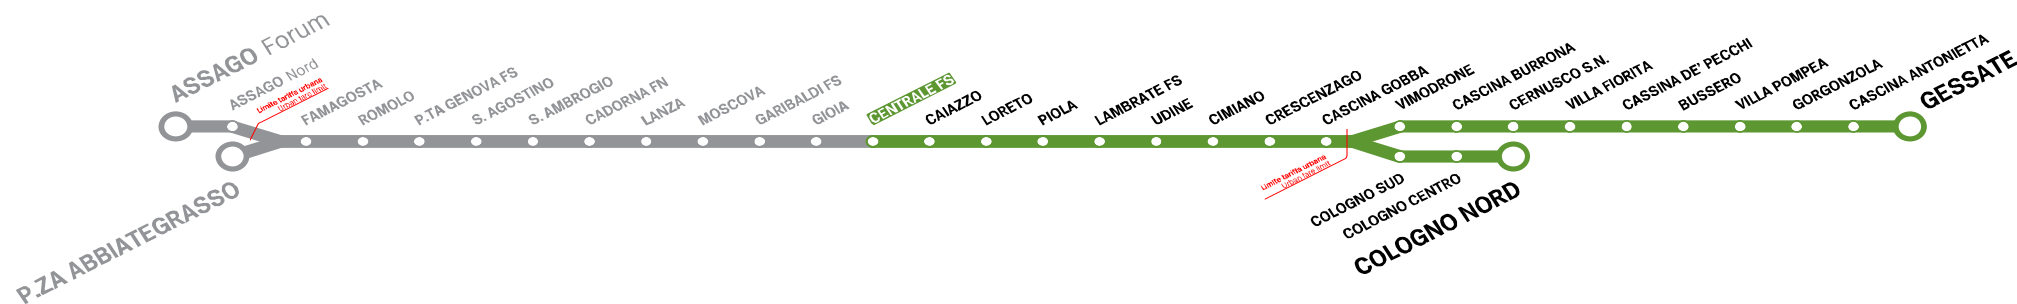 ASSAGO Forum
ASSAGO Nord
Limite tariffa urbana
Urban farc limit
P.ZA ABBIATEGRASSO
FAMAGOSTA
ROMOLO
P.TA GENOVA FS
S. AGOSTINO
S. AMBROGIO
CADORNA FN
LANZA
MOSCOVA
GARIBALDI FS
GIOIA
CENTRALE FS
CAIAZZO
LORETO
PIOLA
LAMBRATE FS
UDINE
CIMIANO
CRESCENZAGO
CASCINA GOBBA
Limite tariffa urbana
Urban fare limit
VIMODRONE
CASCINA BURRONA
CERNUSCO S.N.
VILLA FIORITA
CASSINA DE' PECCHI
BUSSERO
VILLA POMPEA
GORGONZOLA
CASCINA ANTONIETTA
GESSATE
COLOGNO SUD
COLOGNO CENTRO
COLOGNO NORD